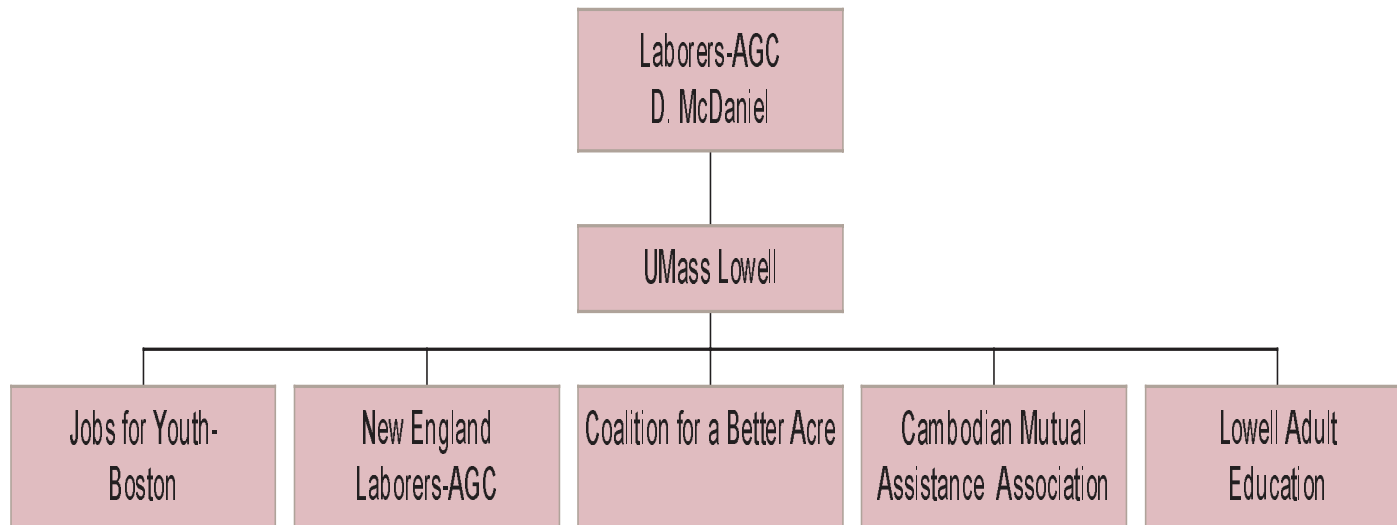 Laborers-AGC
D. McDaniel
UMass Lowell
Jobs for Youth-
Boston
New England
Laborers-AGC
Coalition for a Better Acre
Cambodian Mutual
Assistance Association
Lowell Adult
Education